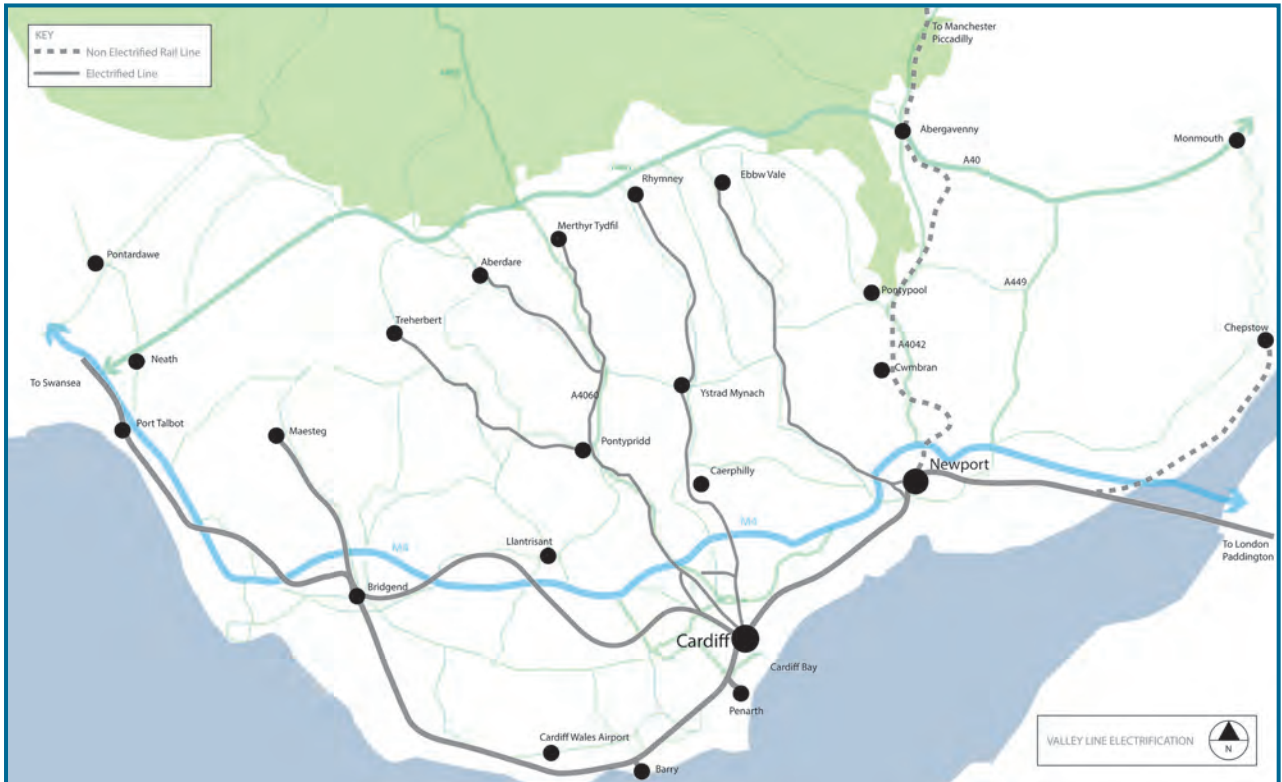 KEY
Non Electrified Rail Line
Electrified Line
To Manchester
Piccadilly
Abergavenny
Monmouth
A40
Rhymney
Ebbw Vale
Merthyr Tydfil
Pontardawe
Aberdare
Pontypool
A449
Treherbert
Chepstow
A4042
Neath
Cwmbran
To Swansea
A4060
Ystrad Mynach
Port Talbot
Maesteg
Pontypridd
Newport
Caerphilly
M4
M4
Llantrisant
To London
Paddington
Bridgend
Cardiff
Cardiff Bay
Penarth
Cardiff Wales Airport
Barry
VALLEY LINE ELECTRIFICATION
N